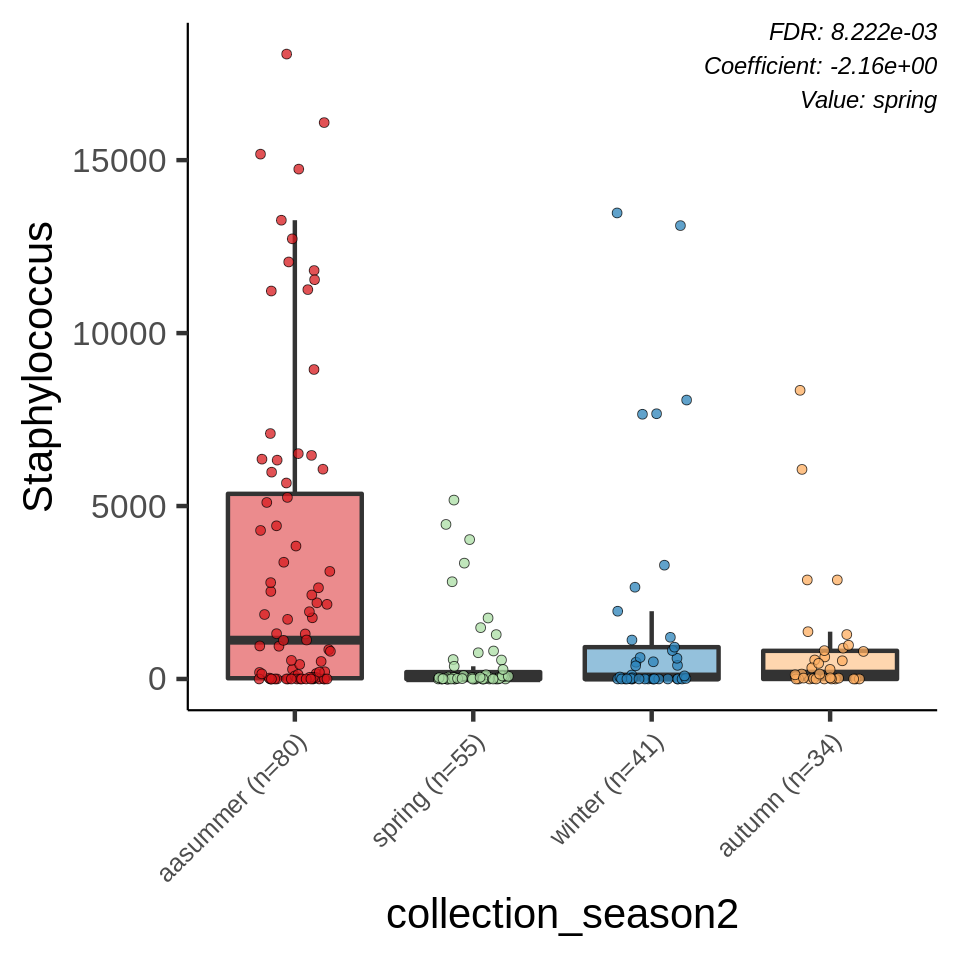 FDR: 8.222e-03
Coefficient: -2.16e+00
Value: spring
Staphylococcus
15000
10000
5000
0
aasummer (n=80)
spring (n=55)
winter (n=41)
autumn (n=34)
collection_season2